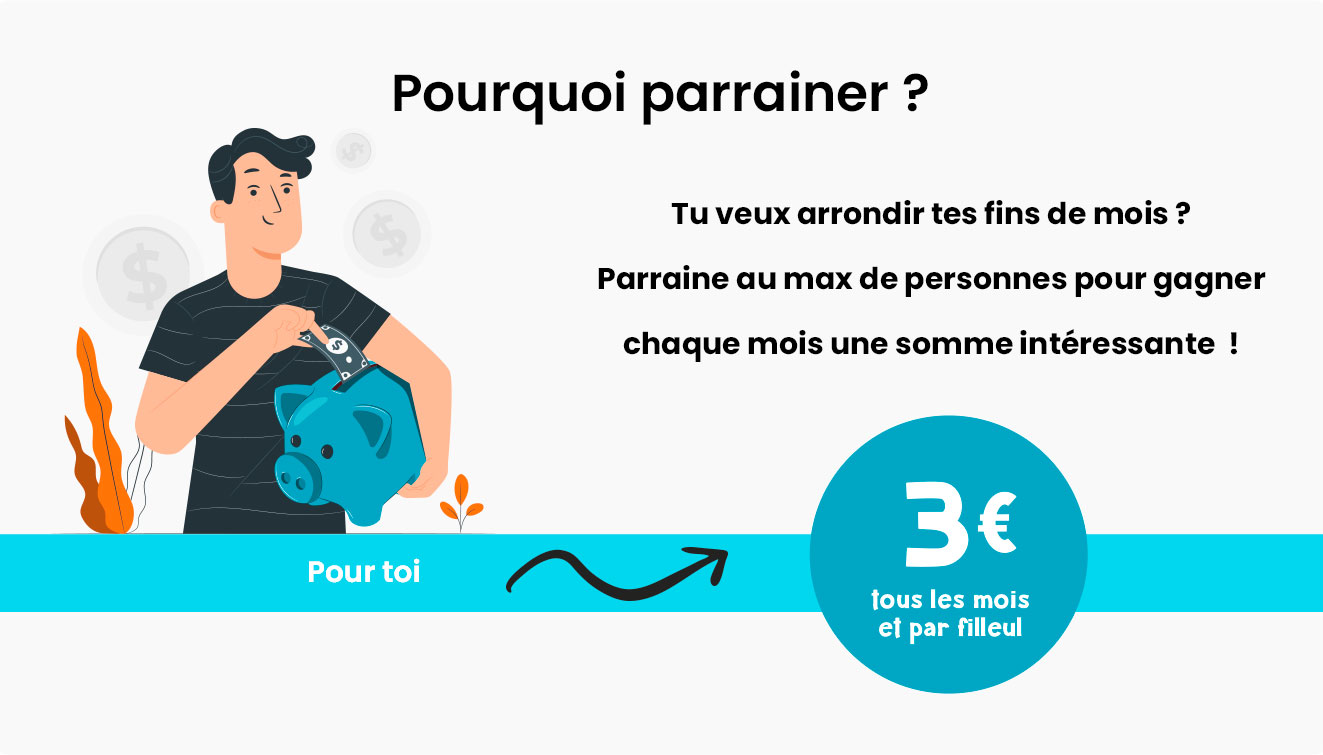 Pourquoi parrainer ?
Tu veux arrondir tes fins de mois ?
Parraine au max de personnes pour gagner
chaque mois une somme intéressante !
Pour toi
3€
tous les mois
et par filleul
$
$
$
$